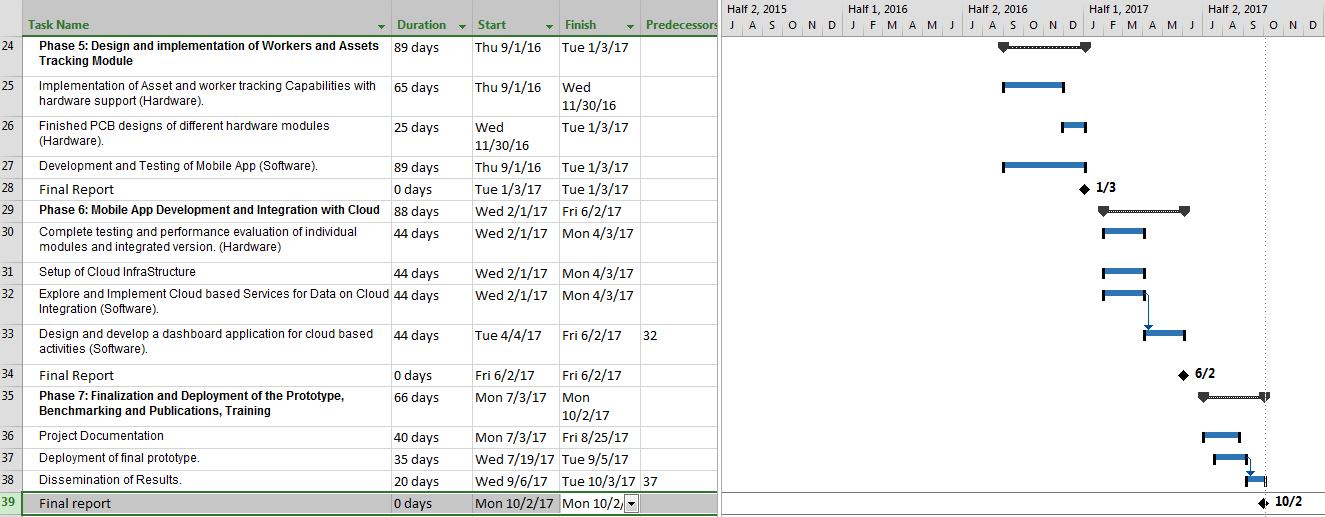 Half 2, 2015 Half 1, 2016 Half 2, 2016 Half 1, 2017 Half 2, 2017
Task Name Duration Start Finish Predecessors
J A S O N D J F M A M J J A S O N D J F M A M J J A S O N D
24 Phase 5: Design and implementation of Workers and Assets 89 days Thu 9/1/16 Tue 1/3/17
Tracking Module
25 Implementation of Asset and worker tracking Capabilities with 65 days Thu 9/1/16 Wed
hardware support (Hardware). 11/30/16
26 Finished PCB designs of different hardware modules 25 days Wed Tue 1/3/17
(Hardware). 11/30/16
27 Development and Testing of Mobile App (Software). 89 days Thu 9/1/16 Tue 1/3/17
28 Final Report 0 days Tue 1/3/17 Tue 1/3/17 1/3
29 Phase 6: Mobile App Development and Integration with Cloud 88 days Wed 2/1/17 Fri 6/2/17
30 Complete testing and performance evaluation of individual 44 days Wed 2/1/17 Mon 4/3/17
modules and integrated version. (Hardware)
31 Setup of Cloud InfraStructure 44 days Wed 2/1/17 Mon 4/3/17
32 Explore and Implement Cloud based Services for Data on Cloud 44 days Wed 2/1/17 Mon 4/3/17
Integration (Software).
33 Design and develop a dashboard application for cloud based 44 days Tue 4/4/17 Fri 6/2/17 32
activities (Software).
34 Final Report 0 days Fri 6/2/17 Fri 6/2/17 6/2
35 Phase 7: Finalization and Deployment of the Prototype, 66 days Mon 7/3/17 Mon
Benchmarking and Publications, Training 10/2/17
36 Project Documentation 40 days Mon 7/3/17 Fri 8/25/17
37 Deployment of final prototype. 35 days Wed 7/19/17 Tue 9/5/17
38 Dissemination of Results. 20 days Wed 9/6/17 Tue 10/3/17 37
39 Final report 0 days Mon 10/2/17 Mon 10/2/ 10/2